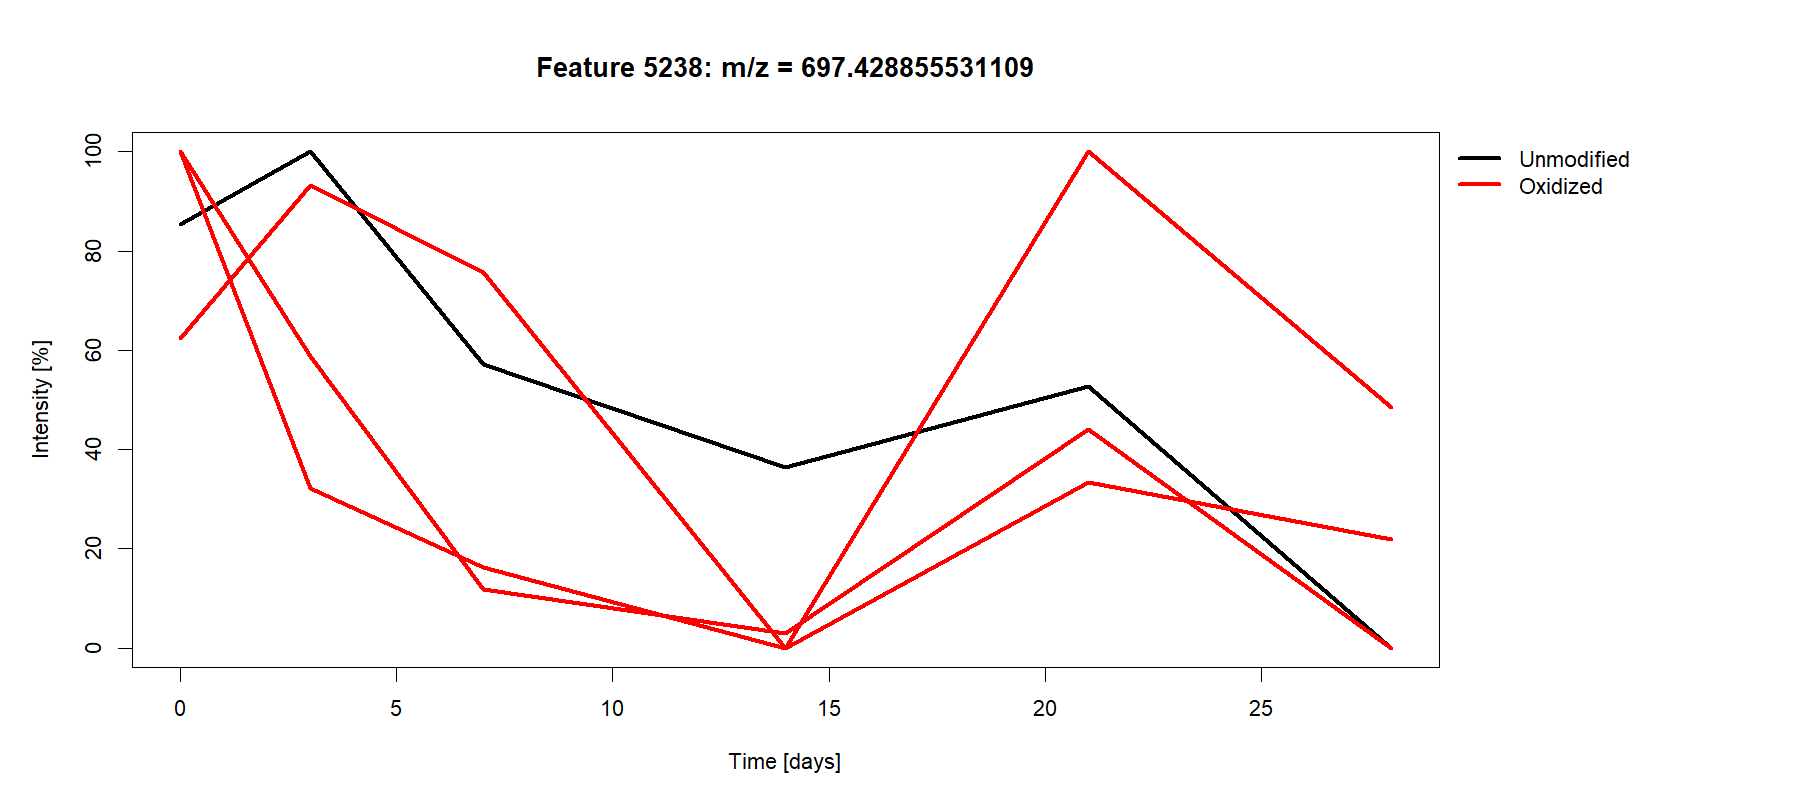 Feature 5238: m/z = 697.428855531109
Unmodified
Oxidized
Intensity [%]
100
80
60
40
20
0
0 5 10 15 20 25
Time [days]